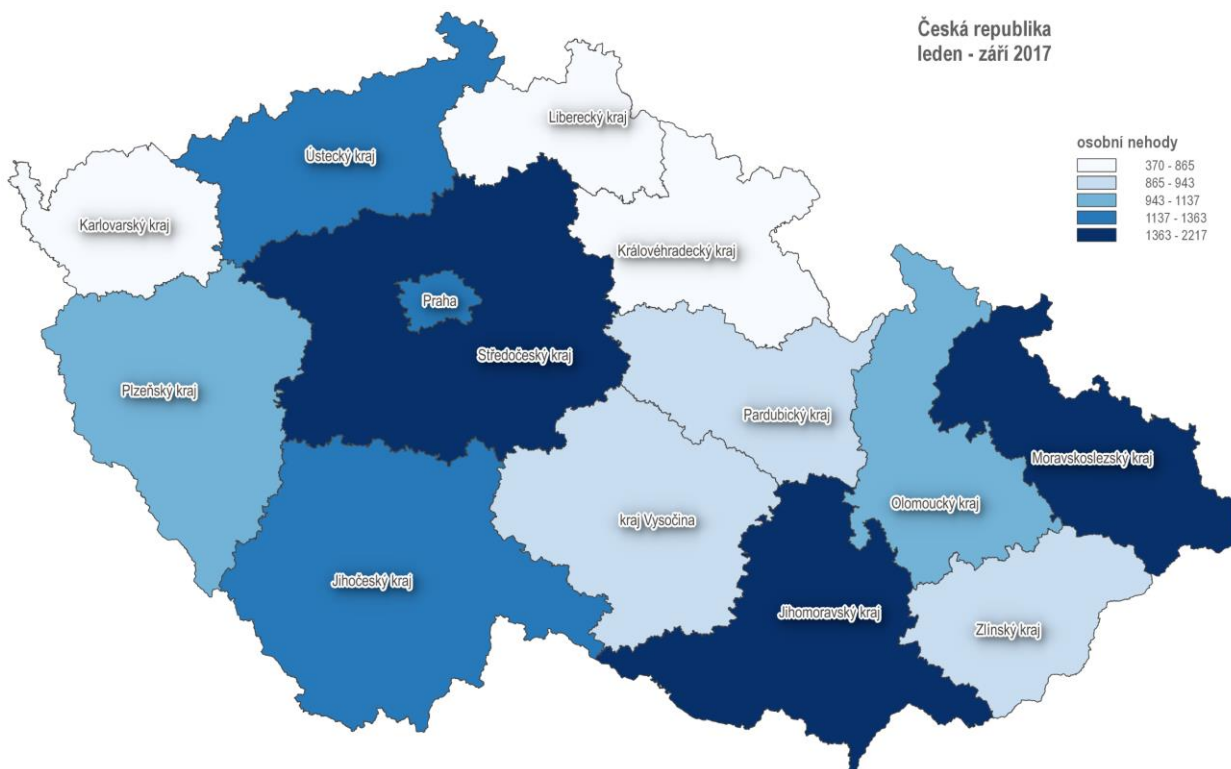 Česká republika
leden - září 2017
osobní nehody
370 - 865
865 - 943
943 - 1137
1137 - 1363
1363 - 2217
Liberecký kraj
Ústecký kraj
Karlovarský kraj
Královéhradecký kraj
Praha
Středočeský kraj
Plzeňský kraj
Pardubický kraj
Moravskoslezský kraj
Olomoucký kraj
kraj Vysočina
Jihočeský kraj
Jihomoravský kraj
Zlínský kraj